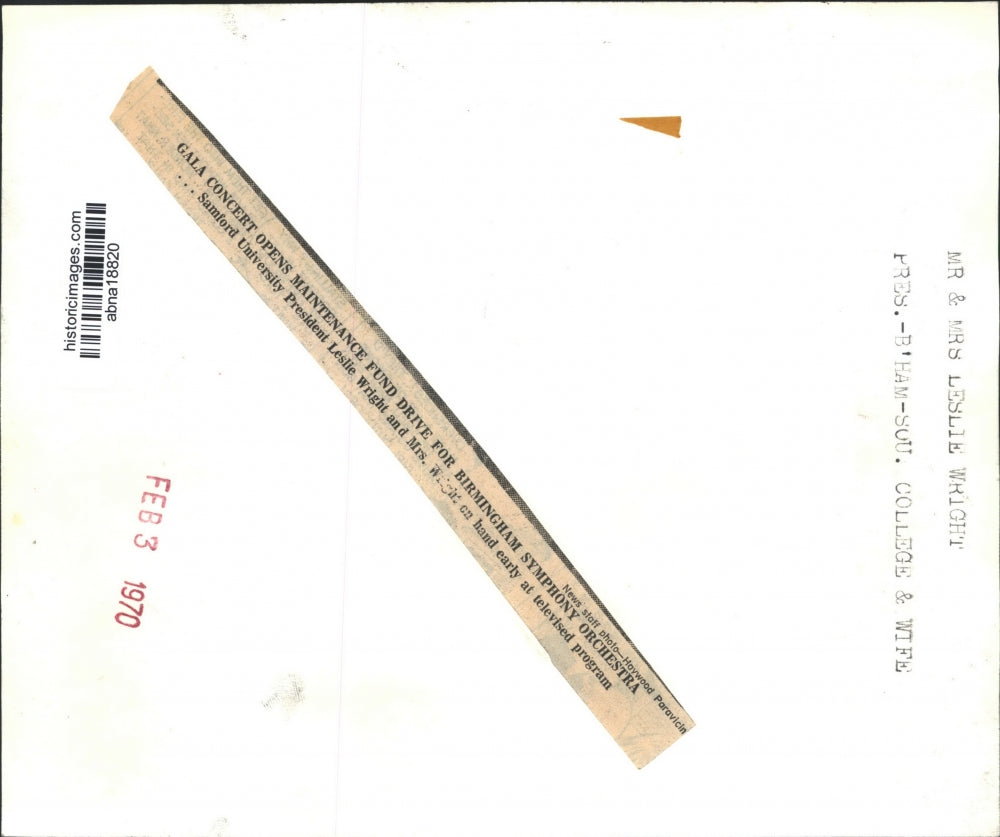 MR & MRS LESLIE WRIGHT
PRES.-B'HAM-SOU. COLLEGE & WIFE
News staff photo—Haywood Paravicin
GALA CONCERT OPENS MAINTENANCE FUND DRIVE FOR BIRMINGHAM SYMPHONY ORCHESTRA
. . . Samford University President Leslie Wright and Mrs. Wright on hand early at televised program
historicimages.com
abna18820
FEB 3 1970